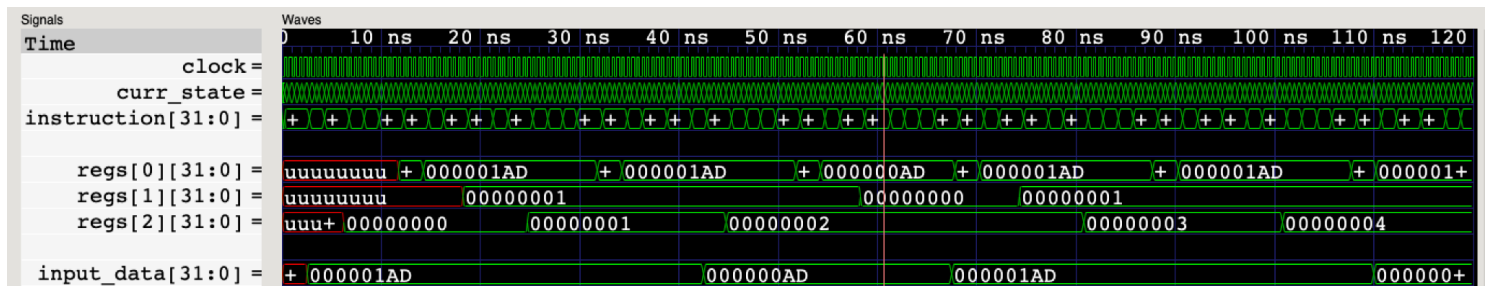 Signals Waves
Time 0 10 ns 20 ns 30 ns 40 ns 50 ns 60 ns 70 ns 80 ns 90 ns 100 ns 110 ns 120
clock =
curr_state =
instruction[31:0] = + + + + + + + + + + + + + + + + + + + + + + + + + +
regs[0][31:0] = uuuuuuuuu + 000001AD + 000001AD + 000000AD + 000001AD + 000001AD + 000001+
regs[1][31:0] = uuuuuuuuu 00000001 00000000 00000001
regs[2][31:0] = uuu+ 00000000 00000001 00000002 00000003 00000004
input_data[31:0] = + 000001AD 000000AD 000001AD 000000+